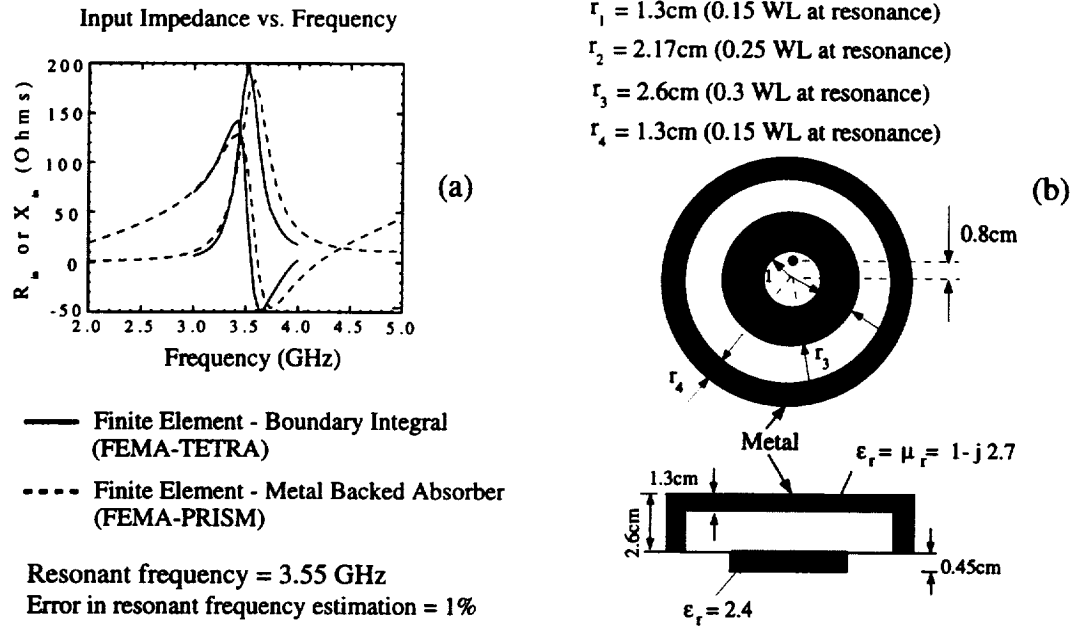 Input Impedance vs. Frequency
R_in or X_in (Ohms)
200
150
100
50
0
-50
2.0
3.0
3.5
4.0
4.5
5.0
Frequency (GHz)
(a)
Finite Element - Boundary Integral
(FEMA-TETRA)
Finite Element - Metal Backed Absorber
(FEMA-PRISM)
Resonant frequency = 3.55 GHz
Error in resonant frequency estimation = 1%
r₁ = 1.3cm (0.15 WL at resonance)
r₂ = 2.17cm (0.25 WL at resonance)
r₃ = 2.6cm (0.3 WL at resonance)
r₄ = 1.3cm (0.15 WL at resonance)
(b)
0.8cm
r₃
r₄
Metal
εᵣ = μᵣ = 1 - j 2.7
1.3cm
2.6cm
0.45cm
εᵣ = 2.4